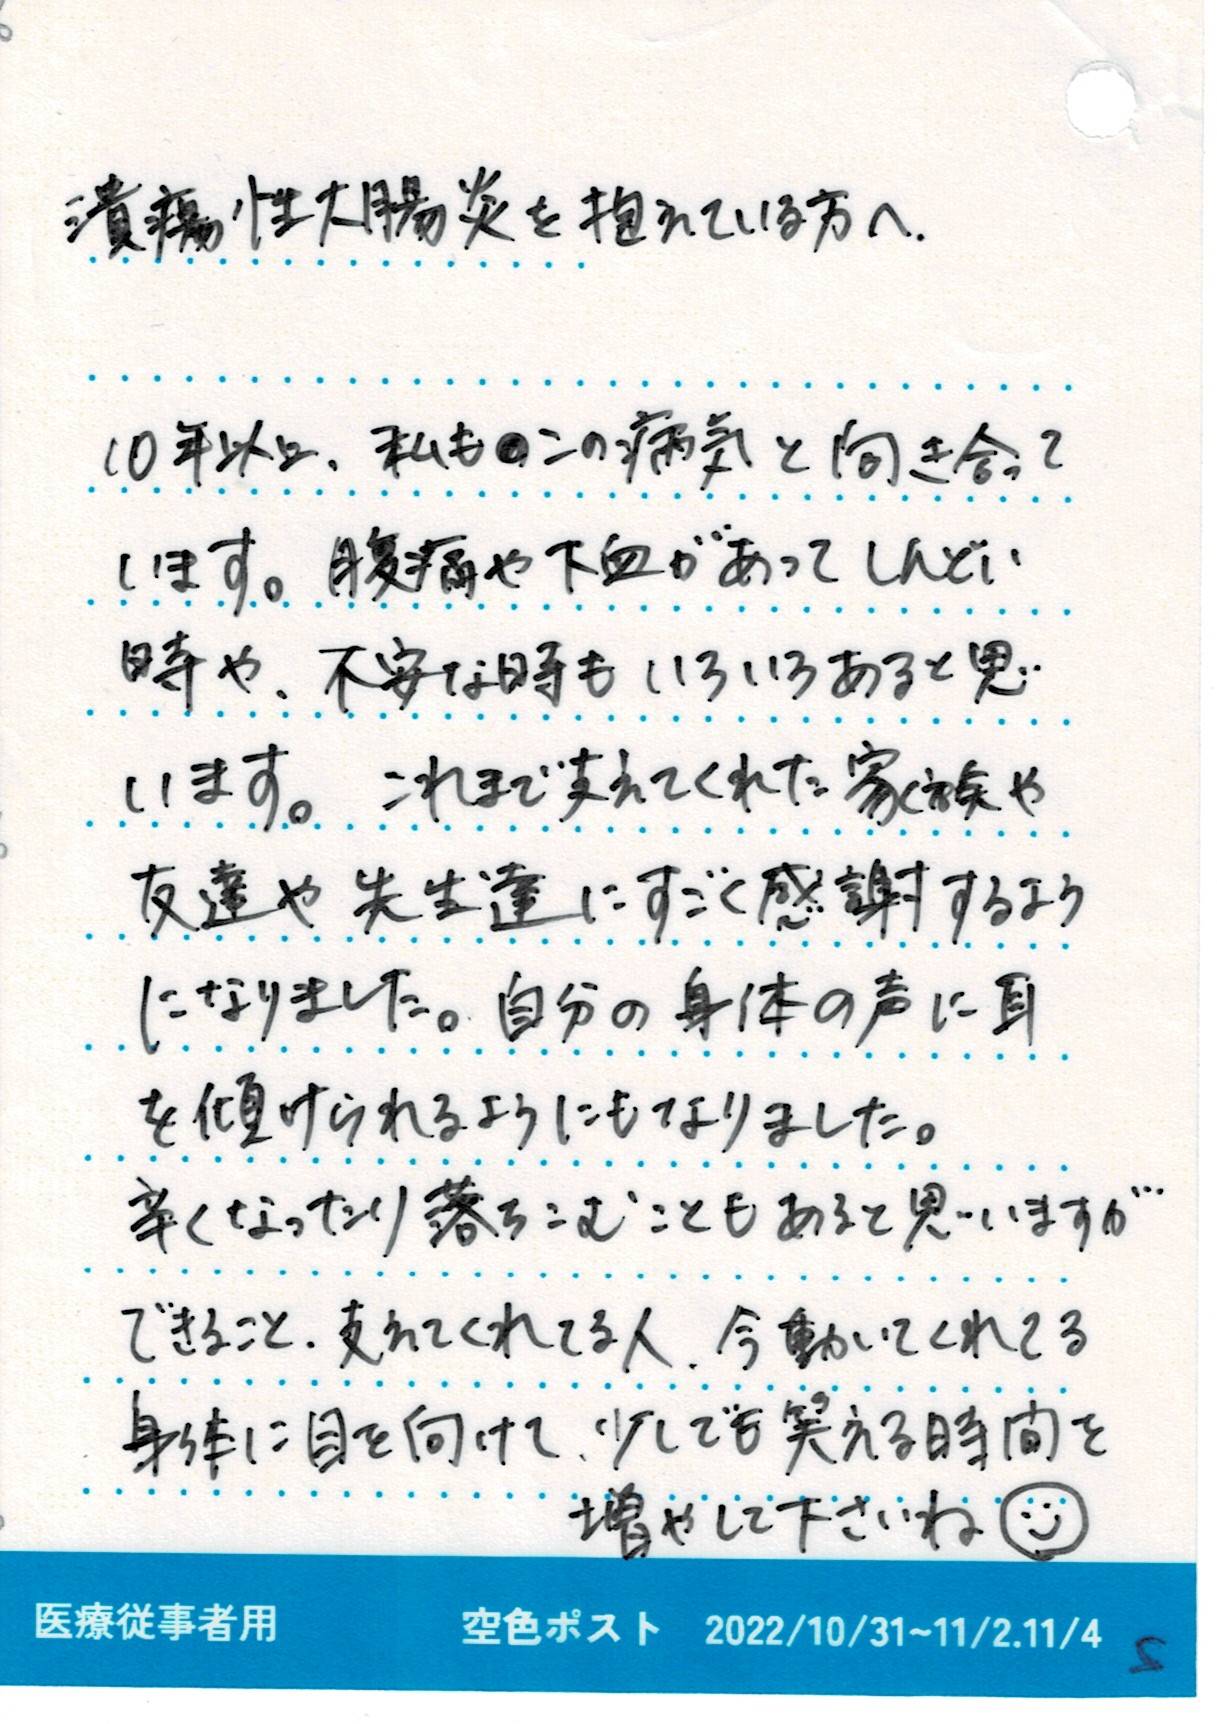 潰瘍性大腸炎を抱えている方へ.
10年以上、私もこの病気と向き合って
います。腹痛や下血があってしんどい
時や、不安な時もいろいろあると思
います。これまで支えてくれた家族や
友達や先生達にすごく感謝するよう
になりました。自分の身体の声に耳
を傾けられるようにもなりました。
辛くなったり落ちこむこともあると思いますが
できること、支えてくれてる人、今動いてくれてる
身体に目を向けて、少しでも笑える時間を
増やして下さいね
医療従事者用 空色ポスト 2022/10/31~11/2.11/4
2